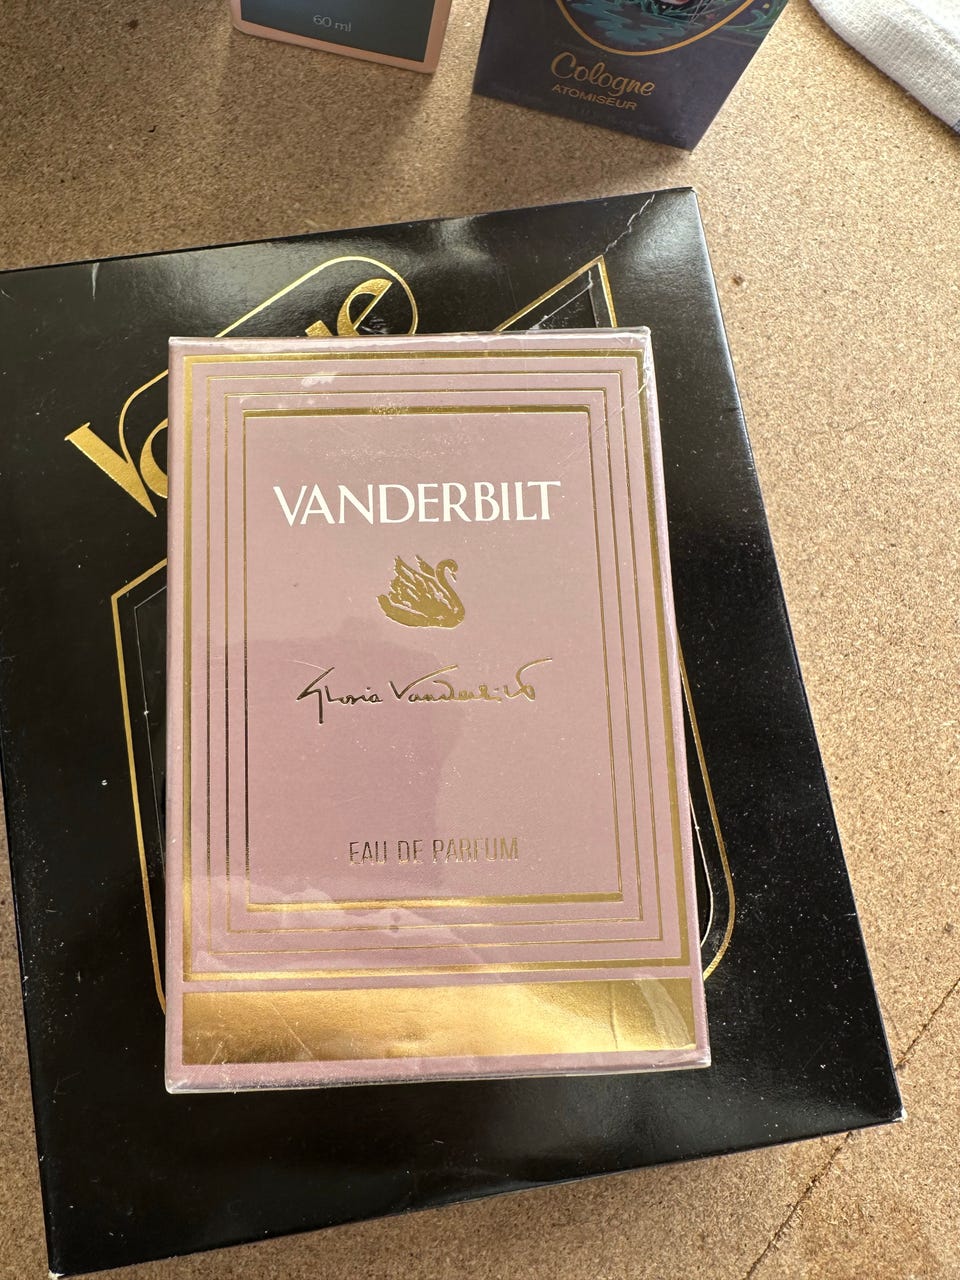 60 ml
Cologne
ATOMISEUR
VANDERBILT
Gloria Vanderbilt
EAU DE PARFUM